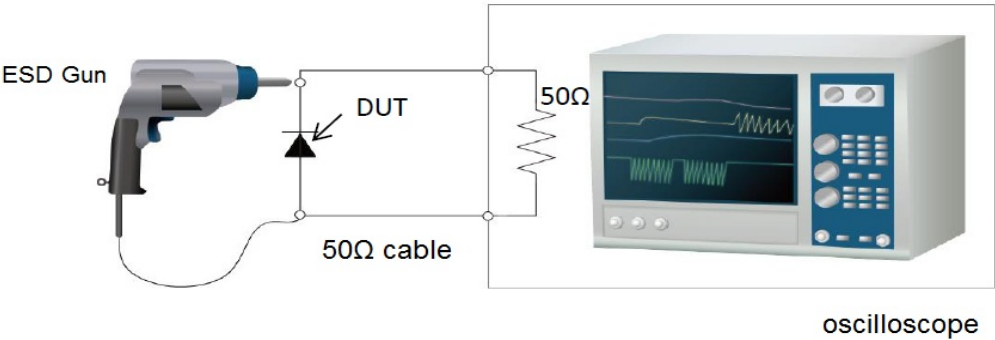 ESD Gun
DUT
50Ω
50Ω cable
oscilloscope